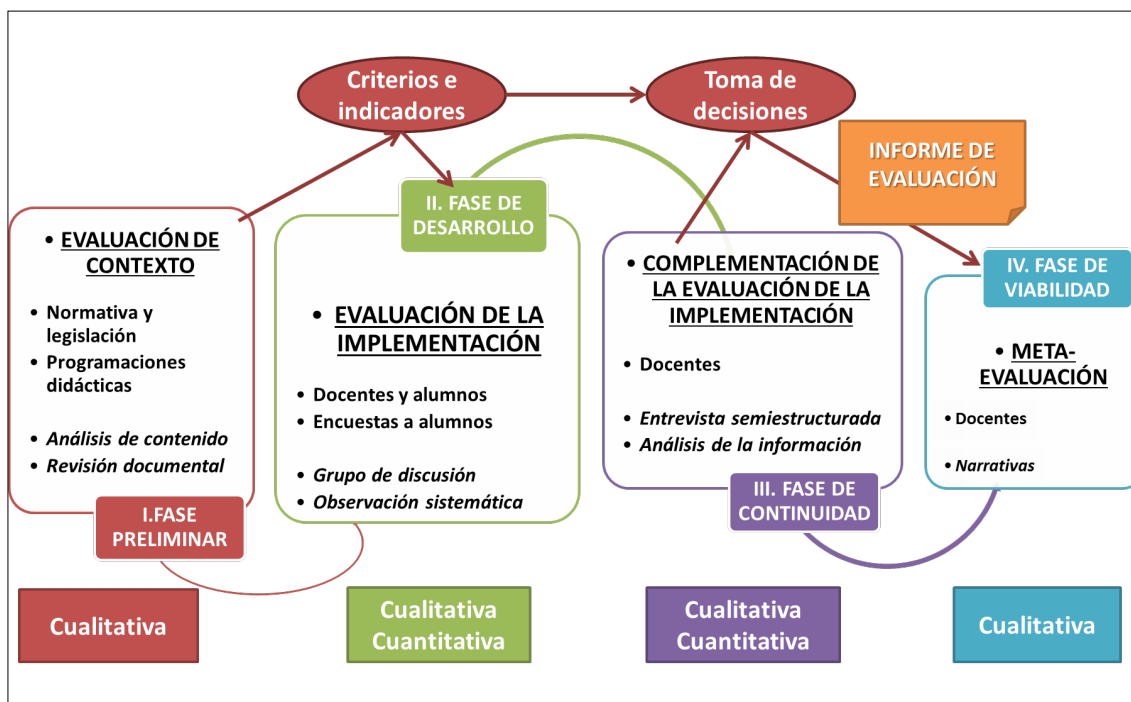 Criterios e
indicadores
Toma de
decisiones
INFORME DE
EVALUACIÓN
• EVALUACIÓN DE
CONTEXTO
• Normativa y
legislación
• Programaciones
didácticas
• Análisis de contenido
• Revisión documental
I.FASE
PRELIMINAR
II. FASE DE
DESARROLLO
• EVALUACIÓN DE LA
IMPLEMENTACIÓN
• Docentes y alumnos
• Encuestas a alumnos
• Grupo de discusión
• Observación sistemática
• COMPLEMENTACIÓN DE
LA EVALUACIÓN DE LA
IMPLEMENTACIÓN
• Docentes
• Entrevista semiestructurada
• Análisis de la información
III. FASE DE
CONTINUIDAD
IV. FASE DE
VIABILIDAD
• META-
EVALUACIÓN
• Docentes
• Narrativas
Cualitativa
Cualitativa
Cuantitativa
Cualitativa
Cuantitativa
Cualitativa